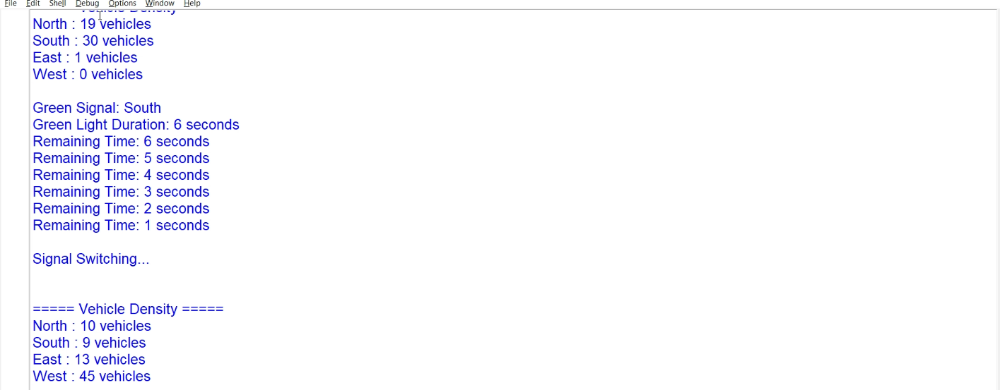 File Edit Shell Debug Options Window Help
Vehicle Density
North : 19 vehicles
South : 30 vehicles
East : 1 vehicles
West : 0 vehicles
Green Signal: South
Green Light Duration: 6 seconds
Remaining Time: 6 seconds
Remaining Time: 5 seconds
Remaining Time: 4 seconds
Remaining Time: 3 seconds
Remaining Time: 2 seconds
Remaining Time: 1 seconds
Signal Switching...
===== Vehicle Density =====
North : 10 vehicles
South : 9 vehicles
East : 13 vehicles
West : 45 vehicles